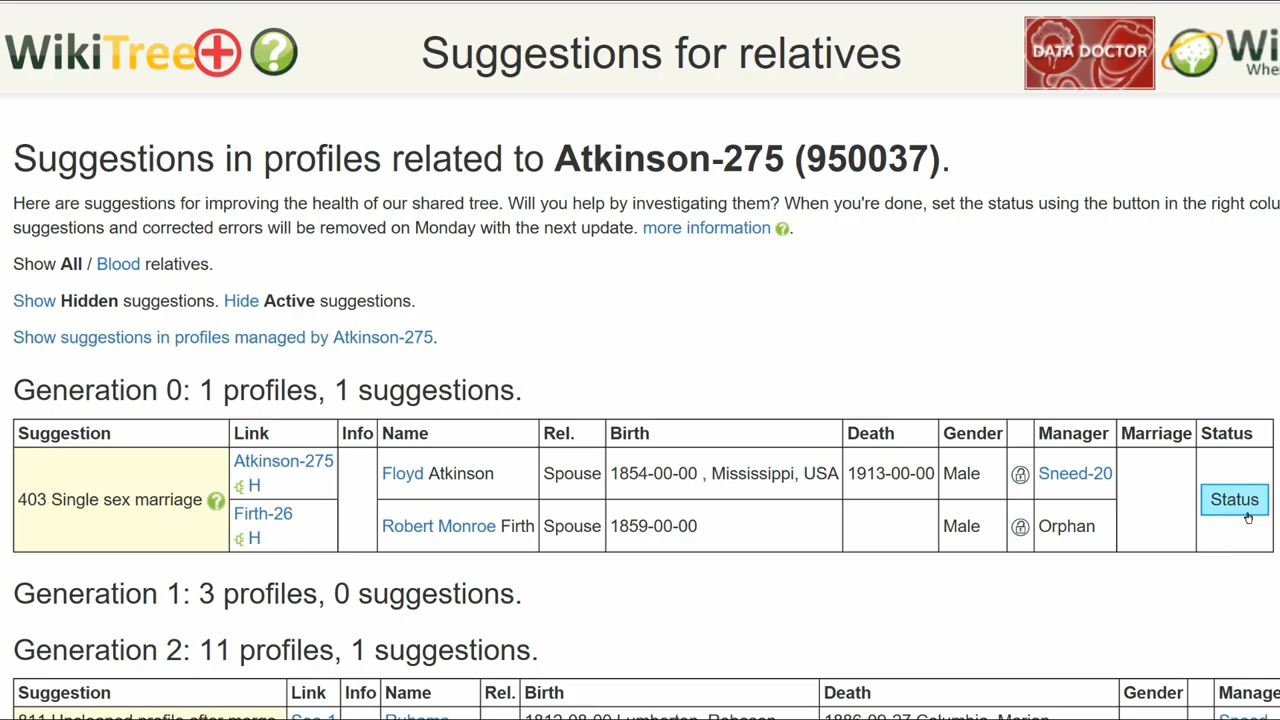 WikiTree+ ? Suggestions for relatives DATA DOCTOR Wi
Whe
Suggestions in profiles related to Atkinson-275 (950037).
Here are suggestions for improving the health of our shared tree. Will you help by investigating them? When you're done, set the status using the button in the right colu
suggestions and corrected errors will be removed on Monday with the next update. more information ?.
Show All / Blood relatives.
Show Hidden suggestions. Hide Active suggestions.
Show suggestions in profiles managed by Atkinson-275.
Generation 0: 1 profiles, 1 suggestions.
Suggestion Link Info Name Rel. Birth Death Gender Manager Marriage Status
403 Single sex marriage ? Atkinson-275 H Floyd Atkinson Spouse 1854-00-00 , Mississippi, USA 1913-00-00 Male Sneed-20 Status
Firth-26 H Robert Monroe Firth Spouse 1859-00-00 Male Orphan
Generation 1: 3 profiles, 0 suggestions.
Generation 2: 11 profiles, 1 suggestions.
Suggestion Link Info Name Rel. Birth Death Gender Manage